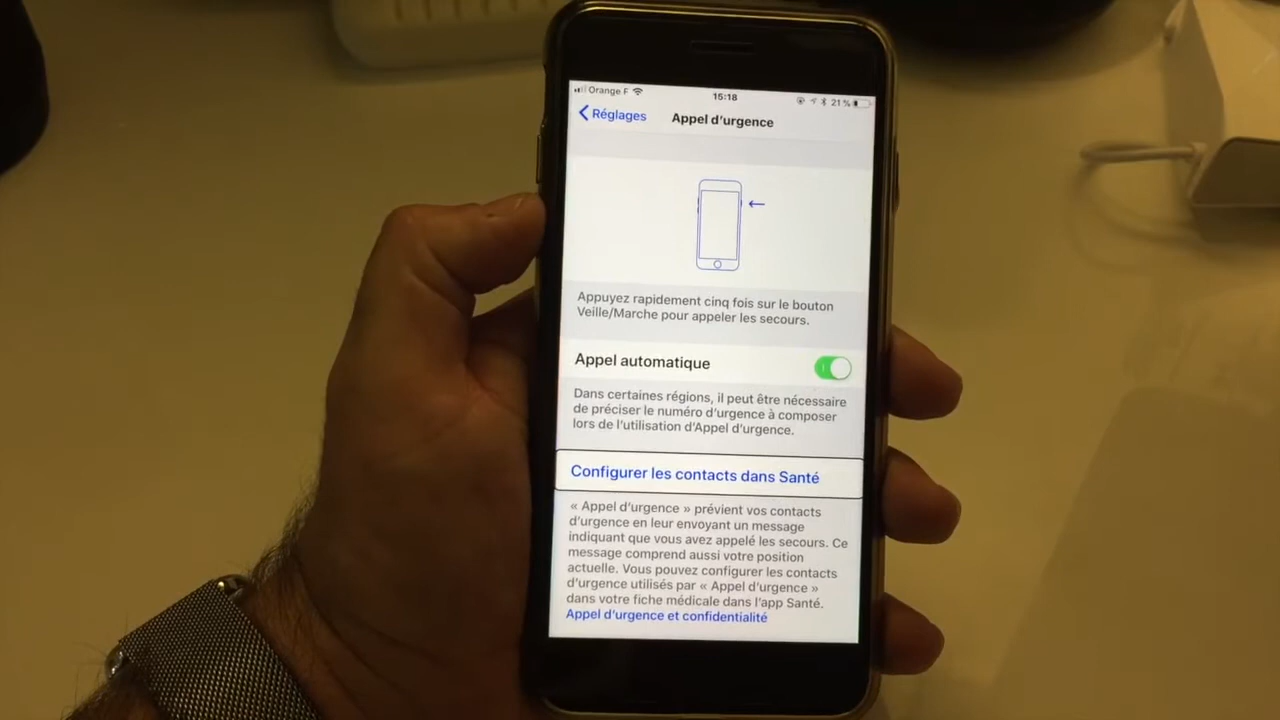 Orange F 15:18 21 %
Réglages Appel d'urgence
Appuyez rapidement cinq fois sur le bouton
Veille/Marche pour appeler les secours.
Appel automatique
Dans certaines régions, il peut être nécessaire
de préciser le numéro d'urgence à composer
lors de l'utilisation d'Appel d'urgence.
Configurer les contacts dans Santé
« Appel d'urgence » prévient vos contacts
d'urgence en leur envoyant un message
indiquant que vous avez appelé les secours. Ce
message comprend aussi votre position
actuelle. Vous pouvez configurer les contacts
d'urgence utilisés par « Appel d'urgence »
dans votre fiche médicale dans l'app Santé.
Appel d'urgence et confidentialité